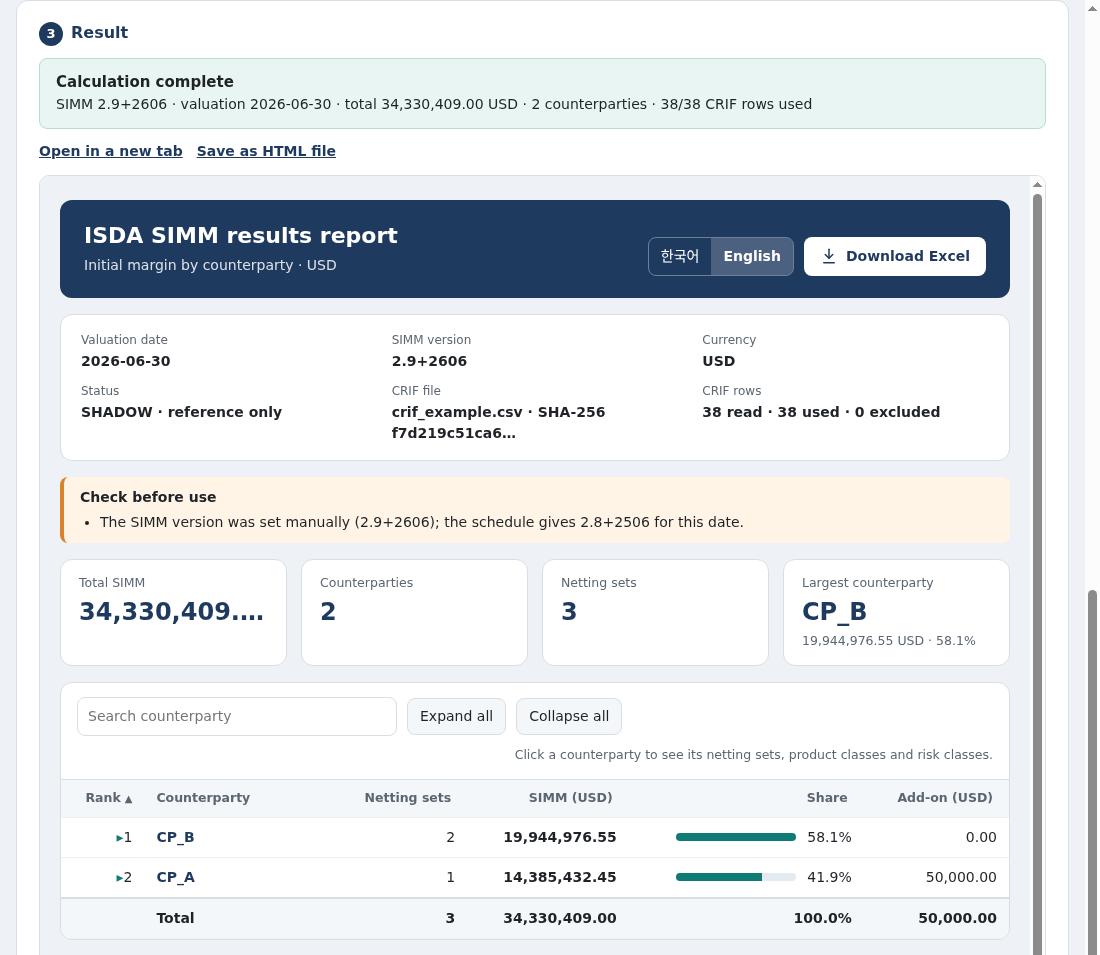 3 Result
Calculation complete
SIMM 2.9+2606 · valuation 2026-06-30 · total 34,330,409.00 USD · 2 counterparties · 38/38 CRIF rows used
Open in a new tab Save as HTML file
ISDA SIMM results report
Initial margin by counterparty · USD
한국어 English Download Excel
Valuation date SIMM version Currency
2026-06-30 2.9+2606 USD
Status CRIF file CRIF rows
SHADOW · reference only crif_example.csv · SHA-256 38 read · 38 used · 0 excluded
f7d219c51ca6…
Check before use
• The SIMM version was set manually (2.9+2606); the schedule gives 2.8+2506 for this date.
Total SIMM Counterparties Netting sets Largest counterparty
34,330,409.… 2 3 CP_B
19,944,976.55 USD · 58.1%
Search counterparty Expand all Collapse all
Click a counterparty to see its netting sets, product classes and risk classes.
Rank ▲ Counterparty Netting sets SIMM (USD) Share Add-on (USD)
▸1 CP_B 2 19,944,976.55 58.1% 0.00
▸2 CP_A 1 14,385,432.45 41.9% 50,000.00
Total 3 34,330,409.00 100.0% 50,000.00